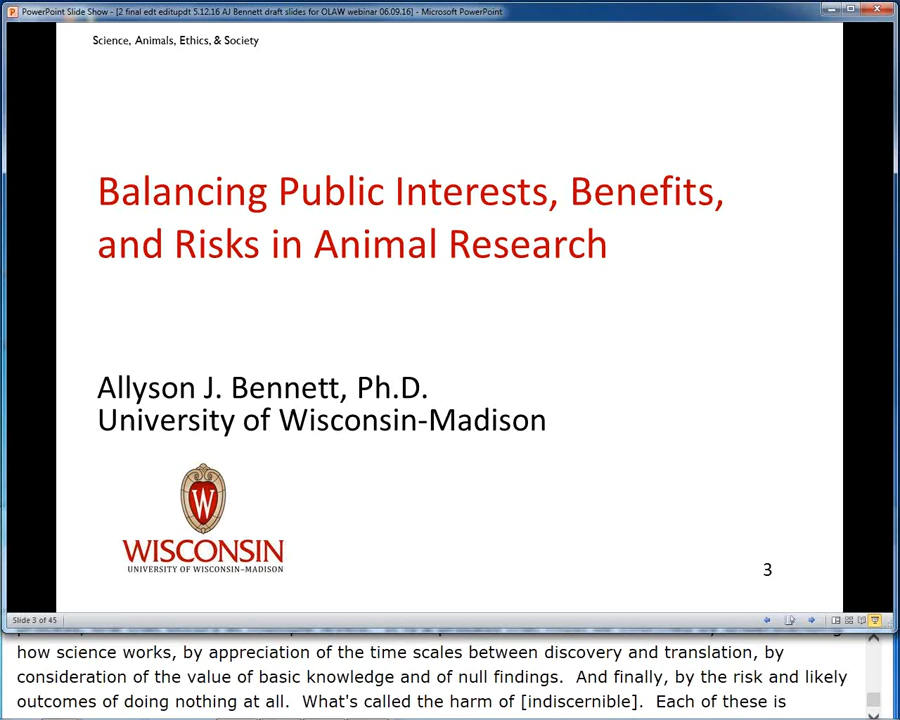 PowerPoint Slide Show - [2 final edt editupdt 5.12.16 AJ Bennett draft slides for OLAW webinar 06.09.16] - Microsoft PowerPoint
Science, Animals, Ethics, & Society
Balancing Public Interests, Benefits,
and Risks in Animal Research
Allyson J. Bennett, Ph.D.
University of Wisconsin-Madison
W
WISCONSIN
UNIVERSITY OF WISCONSIN–MADISON
3
Slide 3 of 45
how science works, by appreciation of the time scales between discovery and translation, by
consideration of the value of basic knowledge and of null findings.  And finally, by the risk and likely
outcomes of doing nothing at all.  What's called the harm of [indiscernible].  Each of these is